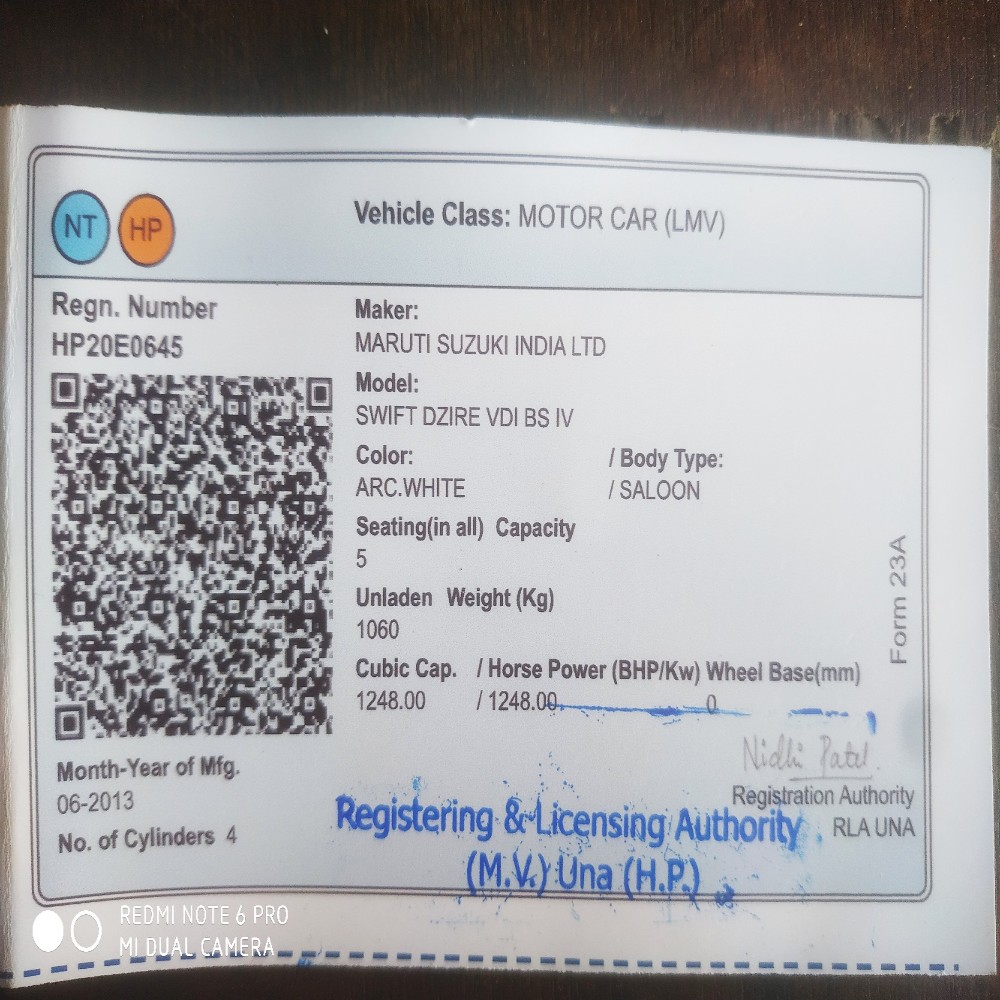 NT HP
Vehicle Class: MOTOR CAR (LMV)
Regn. Number
HP20E0645
Maker:
MARUTI SUZUKI INDIA LTD
Model:
SWIFT DZIRE VDI BS IV
Color: / Body Type:
ARC.WHITE / SALOON
Seating(in all) Capacity
5
Unladen Weight (Kg)
1060
Cubic Cap. / Horse Power (BHP/Kw) Wheel Base(mm)
1248.00 / 1248.00 0
Form 23A
Month-Year of Mfg.
06-2013
No. of Cylinders 4
Nidhi Patel.
Registration Authority
RLA UNA
Registering & Licensing Authority
(M.V.) Una (H.P.)
REDMI NOTE 6 PRO
MI DUAL CAMERA